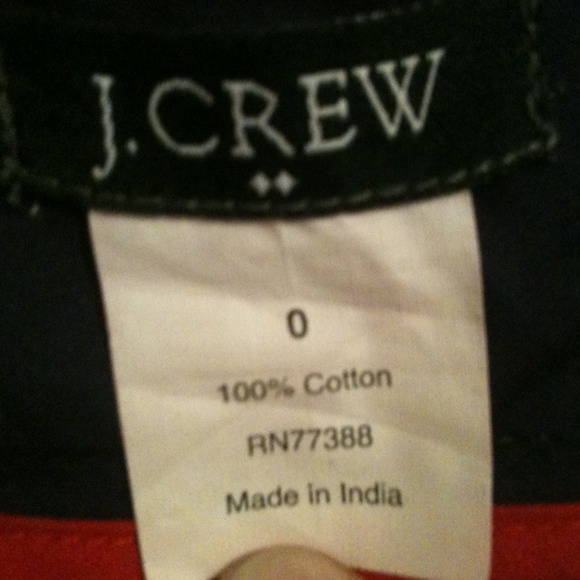 J.CREW
0
100% Cotton
RN77388
Made in India